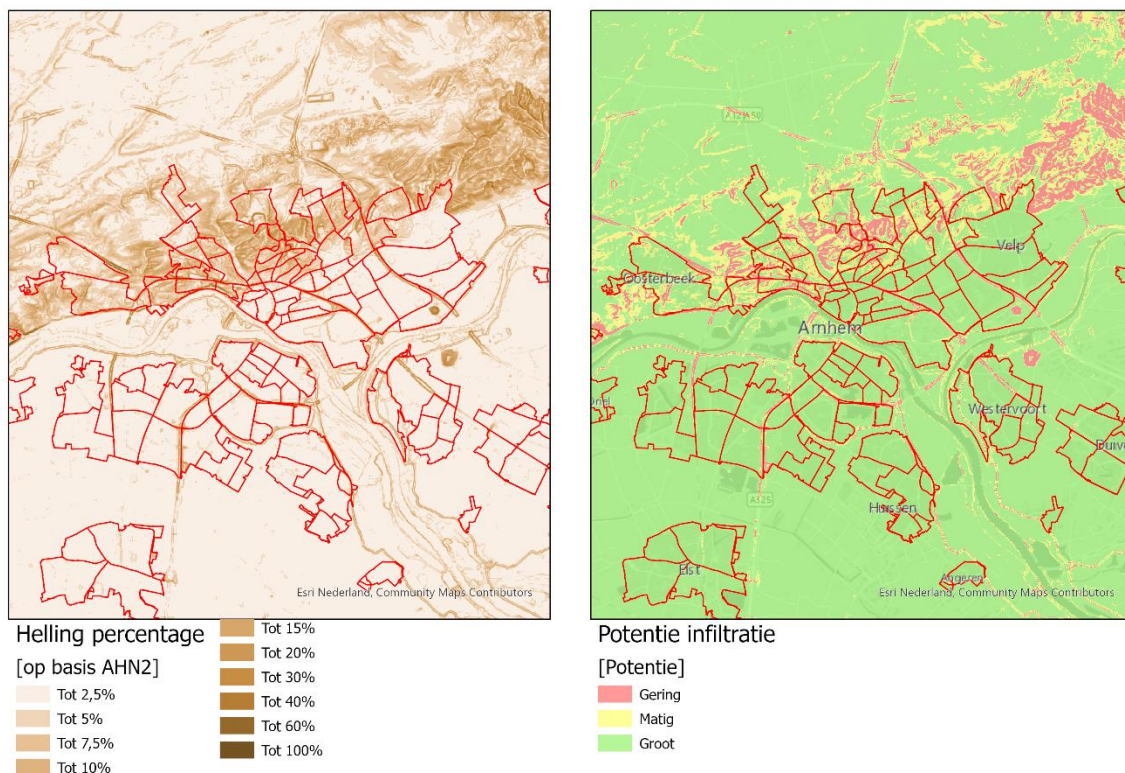 A12
A50
Velp
Oosterbeek
Arnhem
Westervoort
A325
Huissen
Elst
Angeren
Esri Nederland, Community Maps Contributors
Esri Nederland, Community Maps Contributors
Helling percentage
[op basis AHN2]
Tot 2,5%
Tot 5%
Tot 7,5%
Tot 10%
Tot 15%
Tot 20%
Tot 30%
Tot 40%
Tot 60%
Tot 100%
Potentie infiltratie
[Potentie]
Gering
Matig
Groot